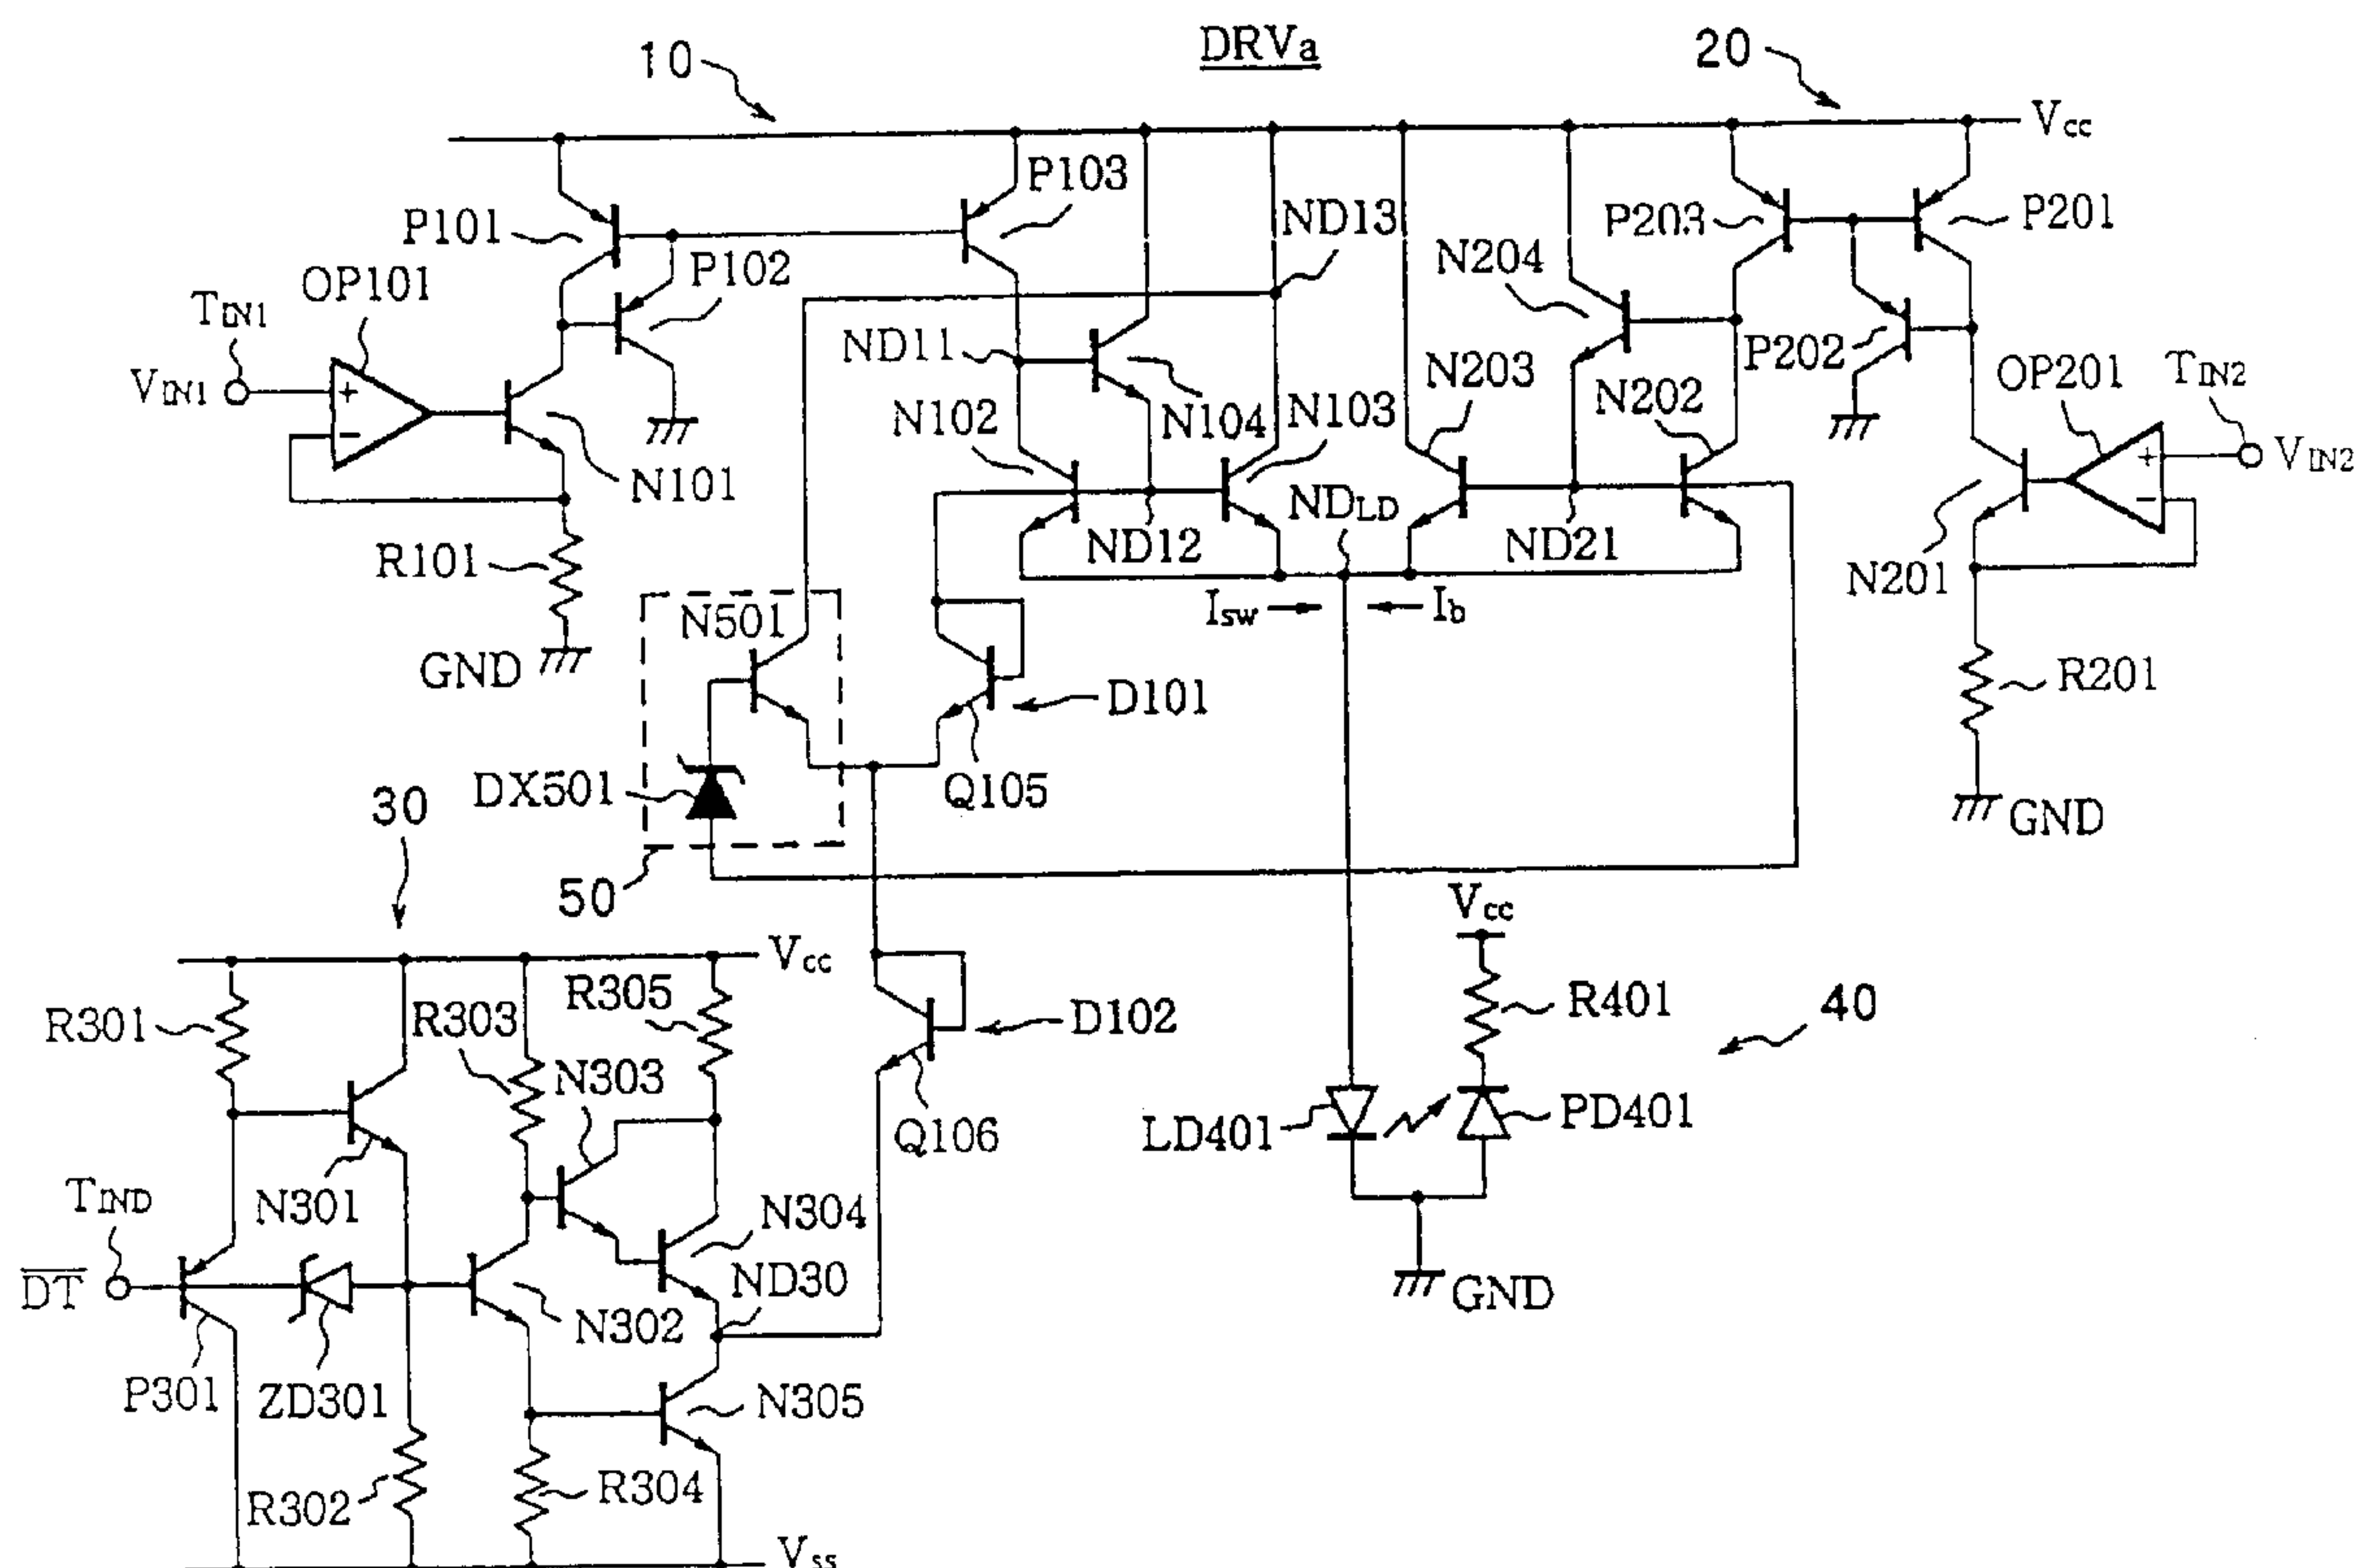 DRVa
10
20
Vcc
P103
P101
ND13
P203
P201
OP101
P102
N204
TIN1
ND11
N203
P202
VIN1
OP201
TIN2
N102
N104
N103
N202
N101
VIN2
NDLD
ND12
ND21
R101
N201
Isw
Ib
N501
GND
D101
R201
DX501
Q105
30
GND
50
Vcc
Vcc
R305
R301
R303
D102
R401
40
N303
LD401
PD401
Q106
TIND
N301
N304
ND30
DT
GND
N302
P301
ZD301
N305
R302
R304
Vss